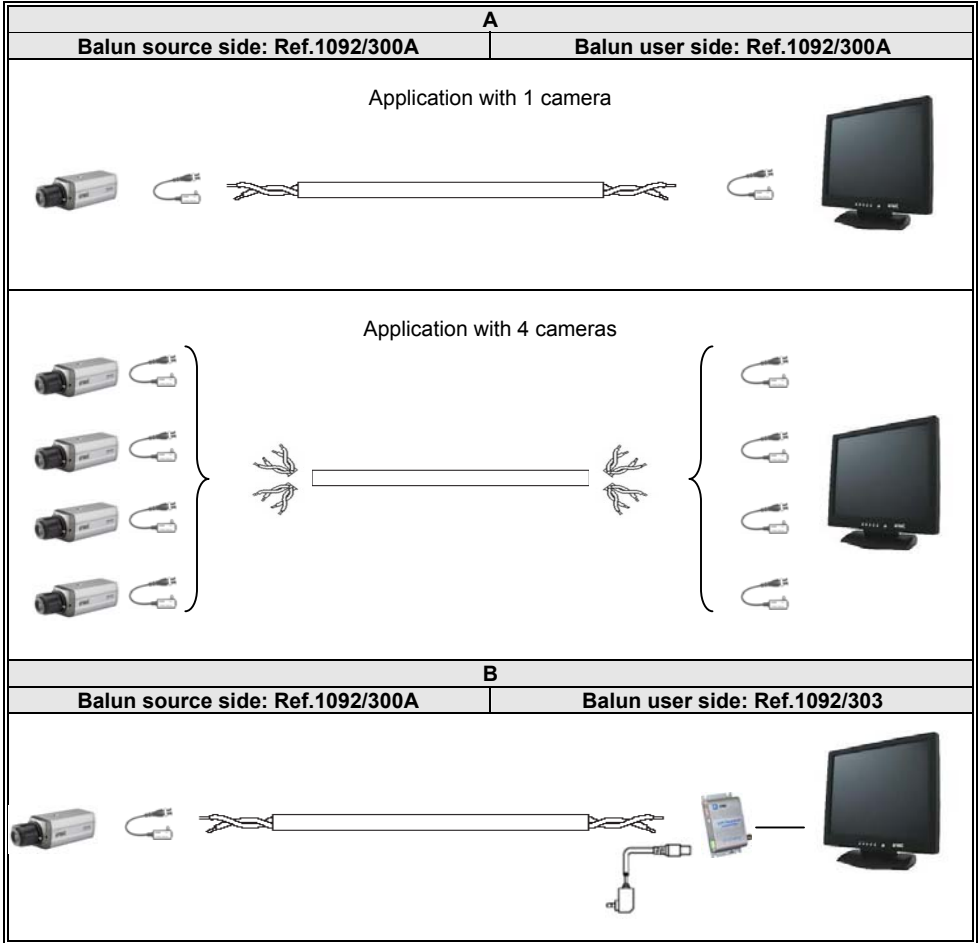 A
Balun source side: Ref.1092/300A Balun user side: Ref.1092/300A
Application with 1 camera
Application with 4 cameras
B
Balun source side: Ref.1092/300A Balun user side: Ref.1092/303